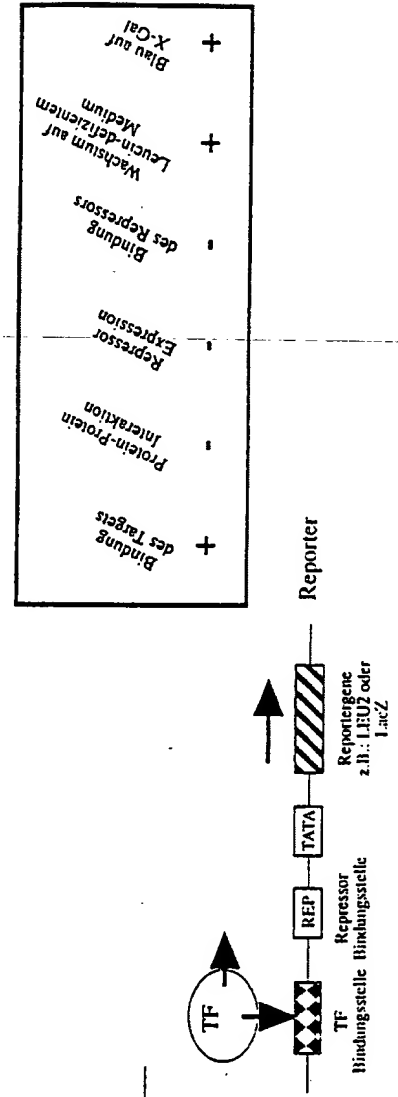 TF
REP
TATA
TF
Bindungsstelle
Repressor
Bindungsstelle
Reportergene
z.B.: LEU2 oder
LacZ
Reporter
Bindung
des Targets
Protein-Protein
Interaktion
Repressor
Expression
Bindung
des Repressors
Wachstum auf
Leucin-defizientem
Medium
Blau auf
X-Gal
+ - - - + +